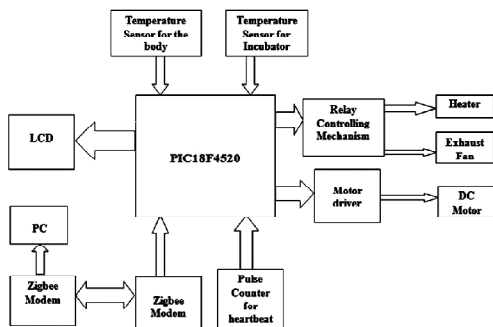 Temperature
Sensor for the
body
Temperature
Sensor for
Incubator
LCD
PIC18F4520
Relay
Controlling
Mechanism
Heater
Exhaust
Fan
Motor
driver
DC
Motor
PC
Zigbee
Modem
Zigbee
Modem
Pulse
Counter
for
heartbeat